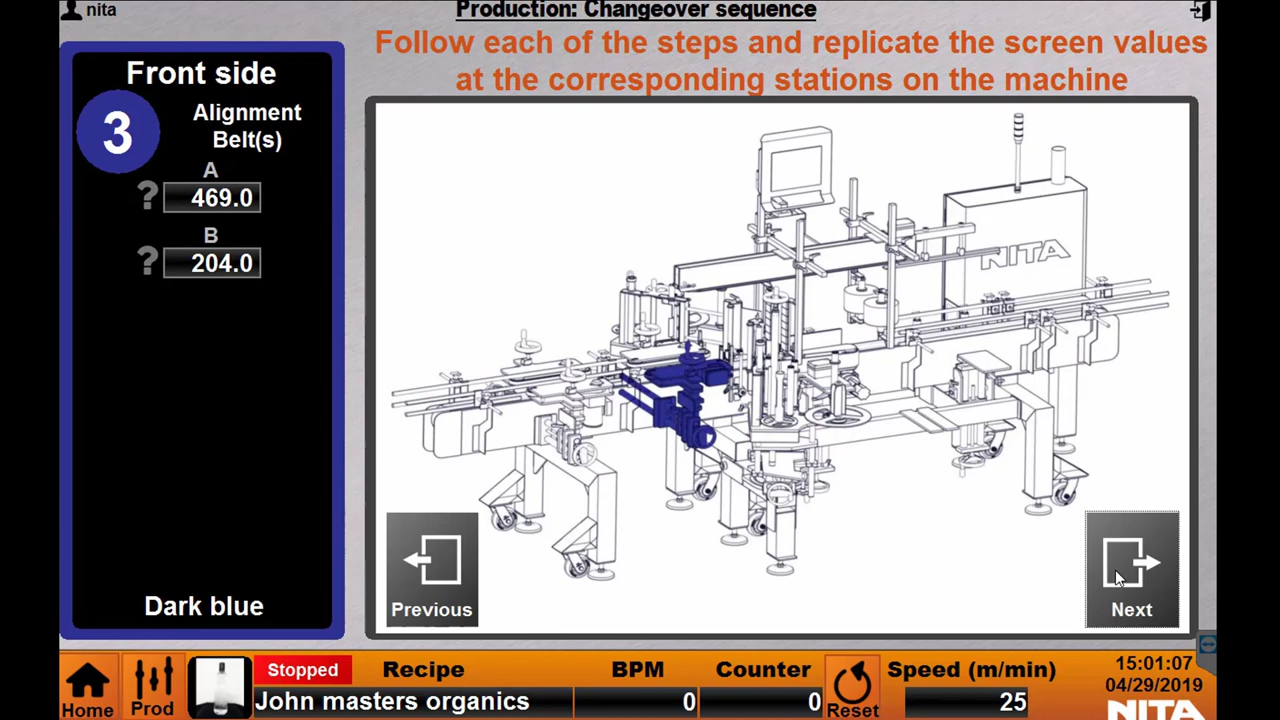 nita
Production: Changeover sequence
Follow each of the steps and replicate the screen values
at the corresponding stations on the machine
Front side
3
Alignment
Belt(s)
A
? 469.0
B
? 204.0
Dark blue
NITA
Previous
Next
Home
Prod
Stopped
Recipe
John masters organics
BPM
0
Counter
0
Reset
Speed (m/min)
25
15:01:07
04/29/2019
NITA